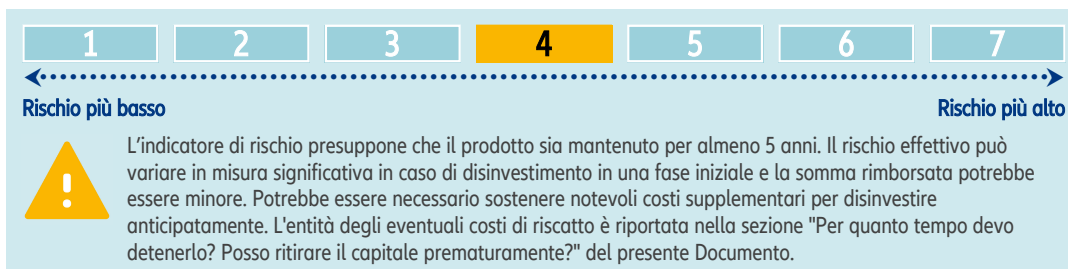 1 2 3 4 5 6 7
Rischio più basso Rischio più alto
L'indicatore di rischio presuppone che il prodotto sia mantenuto per almeno 5 anni. Il rischio effettivo può
variare in misura significativa in caso di disinvestimento in una fase iniziale e la somma rimborsata potrebbe
essere minore. Potrebbe essere necessario sostenere notevoli costi supplementari per disinvestire
anticipatamente. L'entità degli eventuali costi di riscatto è riportata nella sezione "Per quanto tempo devo
detenerlo? Posso ritirare il capitale prematuramente?" del presente Documento.